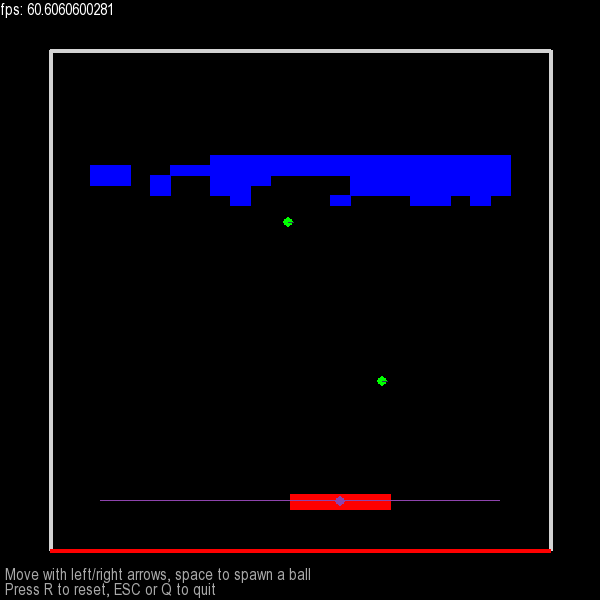 fps: 60.6060600281
Move with left/right arrows, space to spawn a ball
Press R to reset, ESC or Q to quit